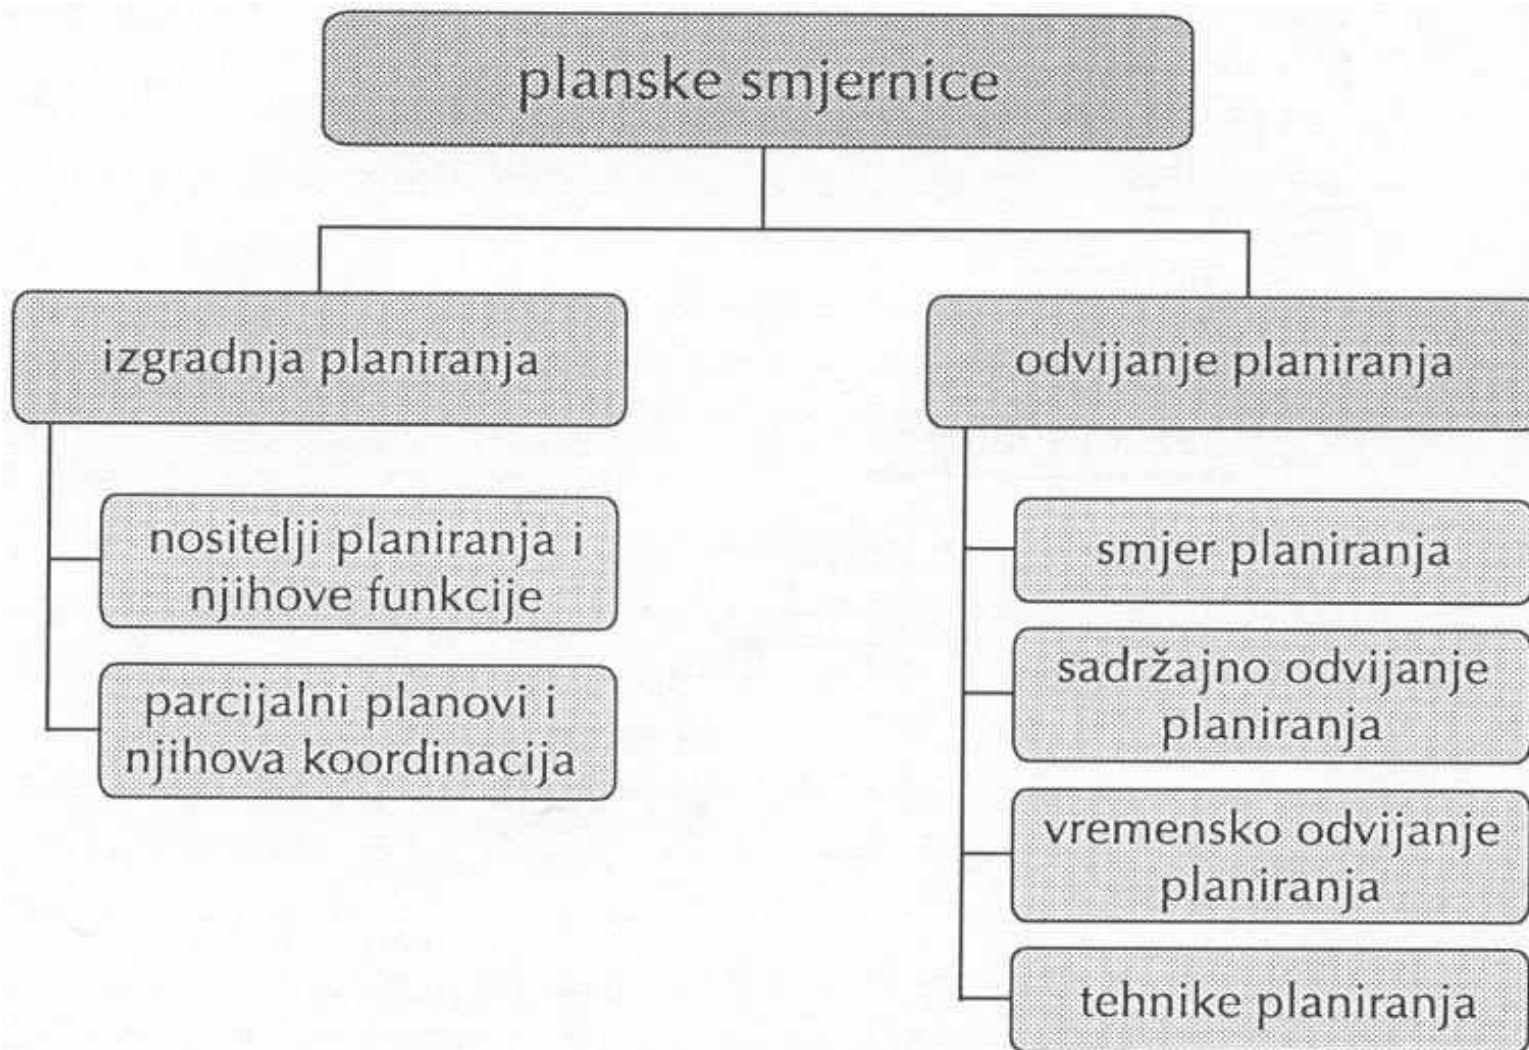 planske smjernice
izgradnja planiranja
nositelji planiranja i
njihove funkcije
parcijalni planovi i
njihova koordinacija
odvijanje planiranja
smjer planiranja
sadržajno odvijanje
planiranja
vremensko odvijanje
planiranja
tehnike planiranja